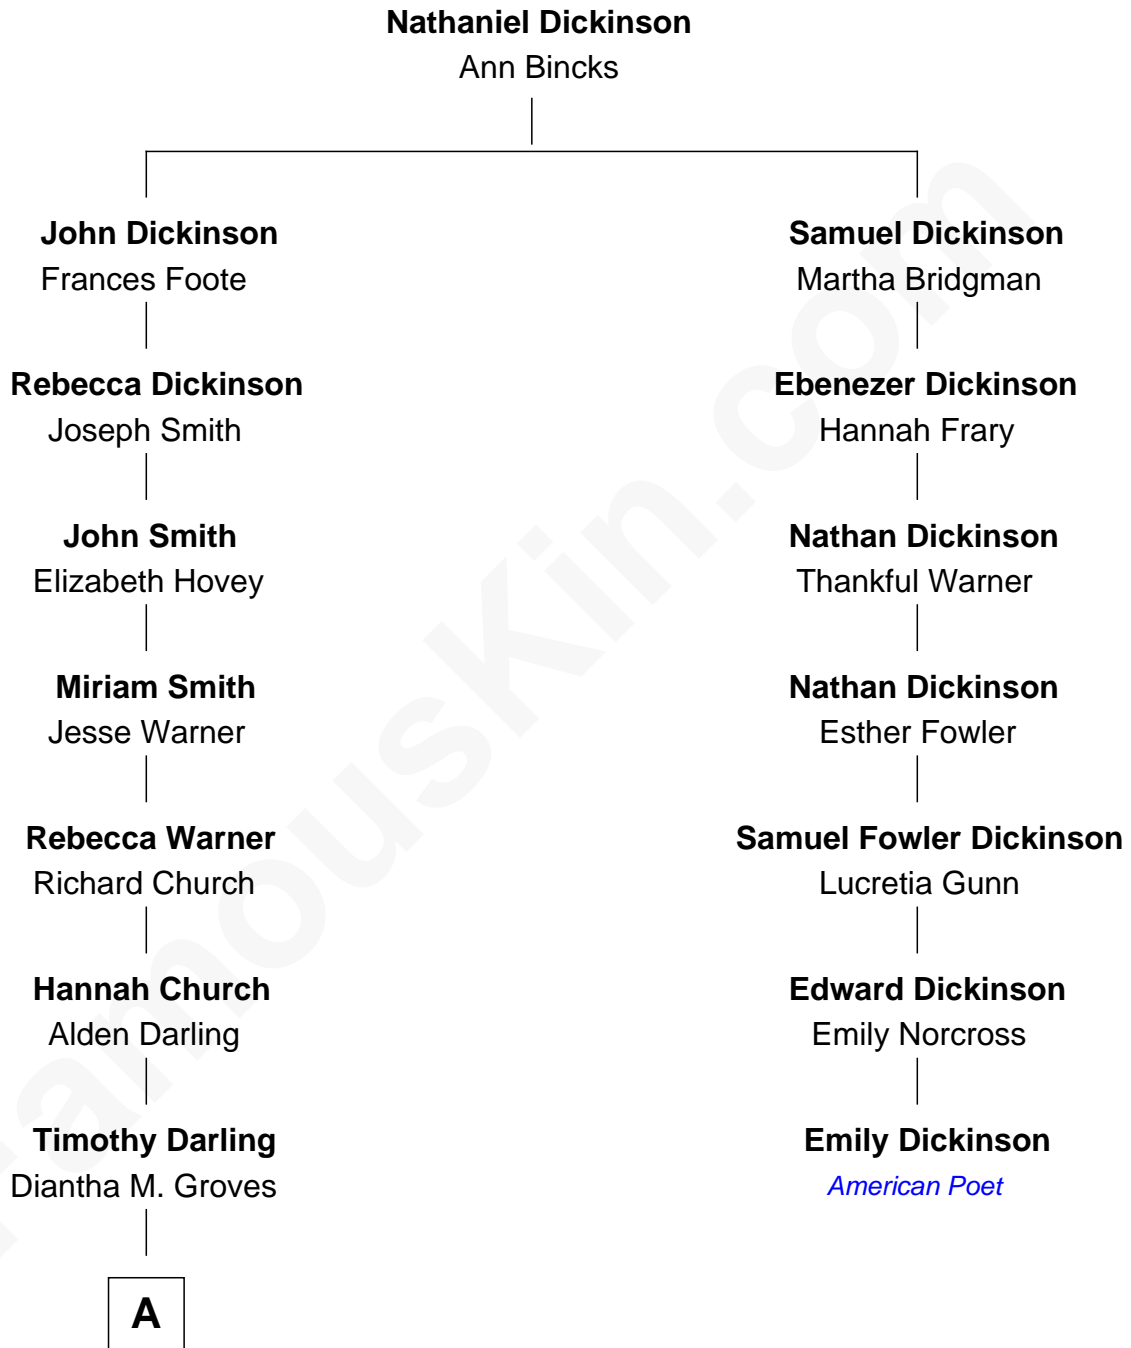 Nathaniel Dickinson
Ann Bincks
John Dickinson
Frances Foote
Rebecca Dickinson
Joseph Smith
John Smith
Elizabeth Hovey
Miriam Smith
Jesse Warner
Rebecca Warner
Richard Church
Hannah Church
Alden Darling
Timothy Darling
Diantha M. Groves
A
Samuel Dickinson
Martha Bridgman
Ebenezer Dickinson
Hannah Frary
Nathan Dickinson
Thankful Warner
Nathan Dickinson
Esther Fowler
Samuel Fowler Dickinson
Lucretia Gunn
Edward Dickinson
Emily Norcross
Emily Dickinson
American Poet
FamousKin.com